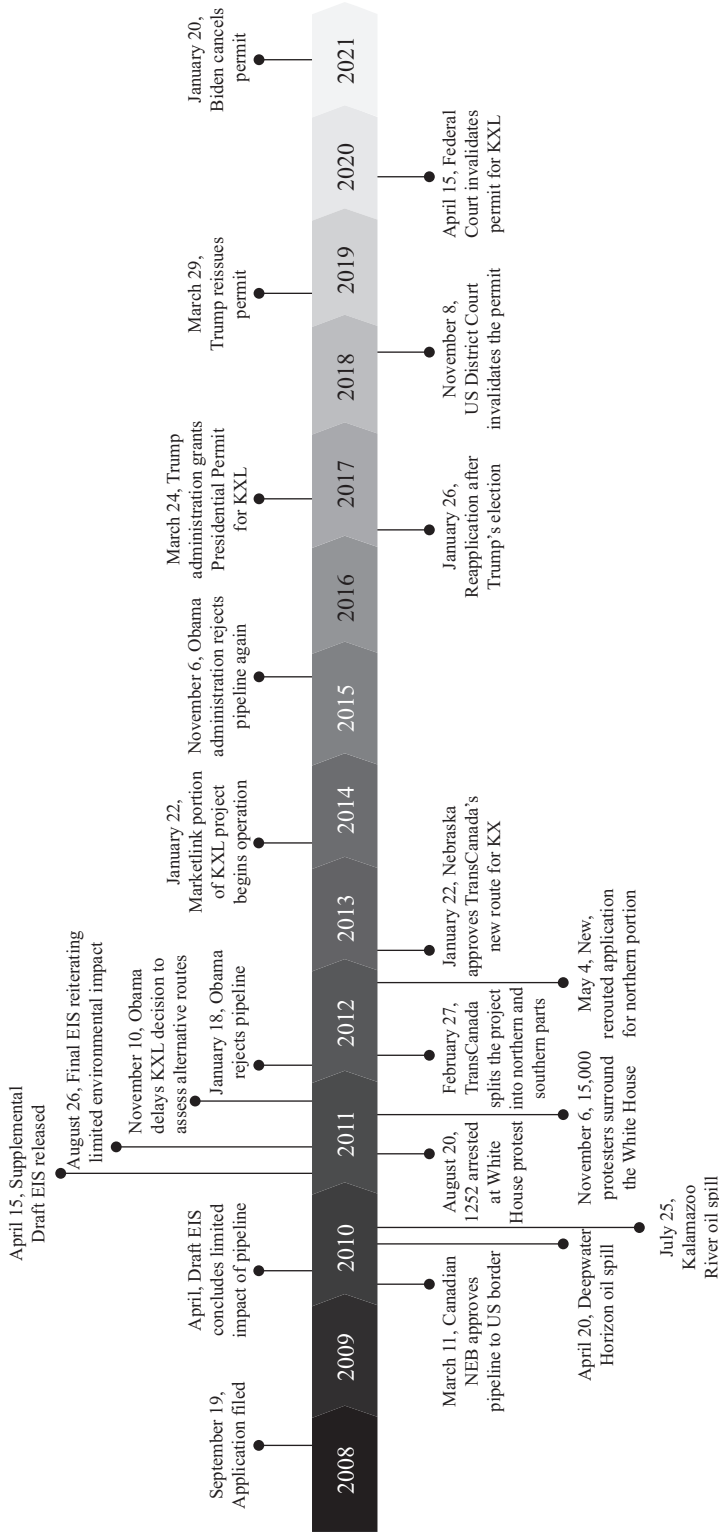 April 15, Supplemental
Draft EIS released
August 26, Final EIS reiterating
limited environmental impact
November 10, Obama
delays KXL decision to
assess alternative routes
September 19,
Application filed
April, Draft EIS
concludes limited
impact of pipeline
January 18, Obama
rejects pipeline
January 22,
Marketlink portion
of KXL project
begins operation
November 6, Obama
administration rejects
pipeline again
March 24, Trump
administration grants
Presidential Permit
for KXL
March 29,
Trump reissues
permit
January 20,
Biden cancels
permit
2008
2009
2010
2011
2012
2013
2014
2015
2016
2017
2018
2019
2020
2021
March 11, Canadian
NEB approves
pipeline to US border
August 20,
1252 arrested
at White
House protest
February 27,
TransCanada
splits the project
into northern and
southern parts
January 22, Nebraska
approves TransCanada’s
new route for KX
January 26,
Reapplication after
Trump’s election
November 8,
US District Court
invalidates the permit
April 15, Federal
Court invalidates
permit for KXL
April 20, Deepwater
Horizon oil spill
November 6, 15,000
protesters surround
the White House
May 4, New,
rerouted application
for northern portion
July 25,
Kalamazoo
River oil spill